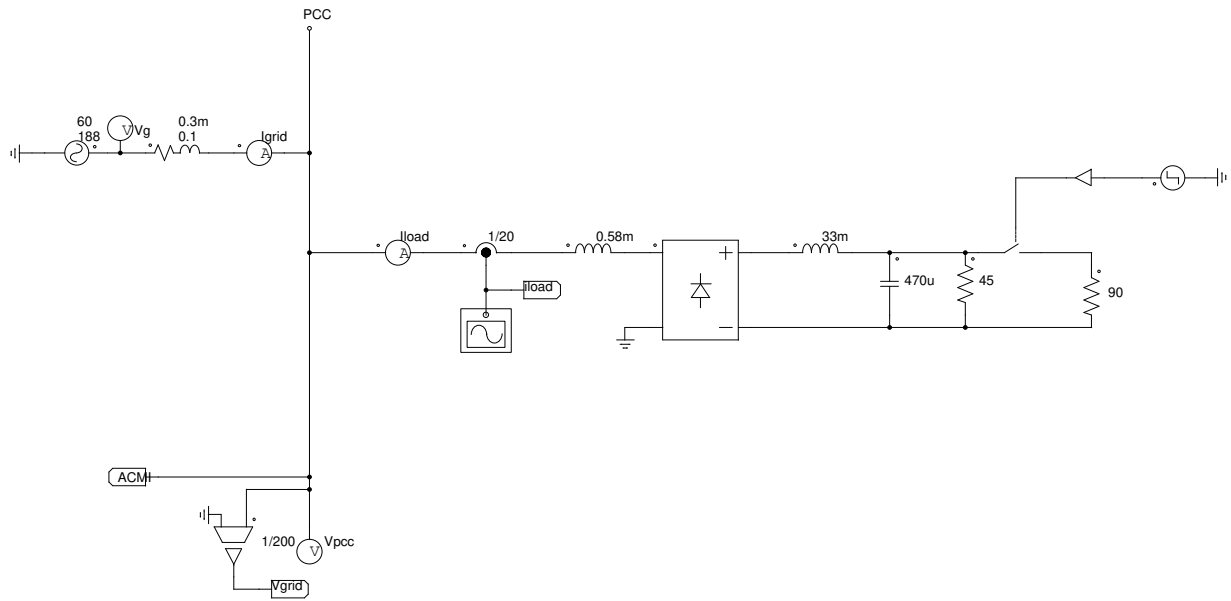 PCC
60
188
Vg
0.3m
0.1
Igrid
A
V
Iload
A
1/20
0.58m
33m
iload
470u
45
90
ACMI
1/200
V
Vpcc
Vgrid